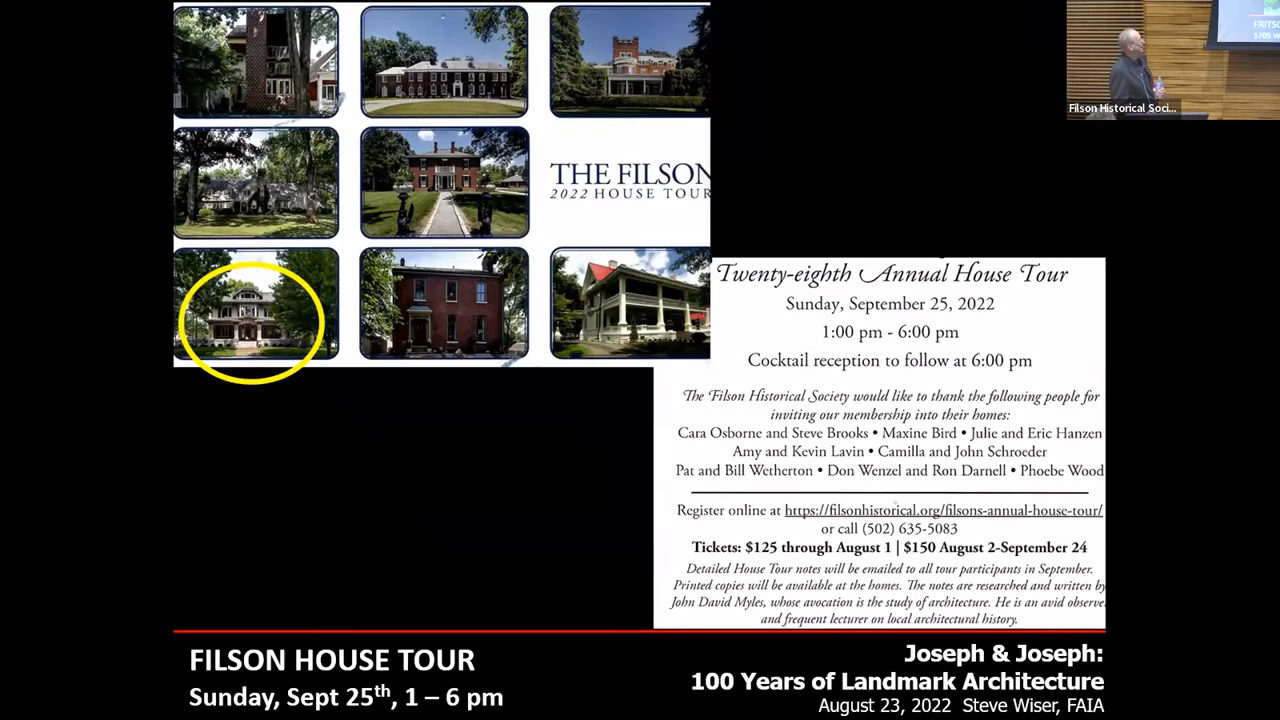 THE FILSON
2022 HOUSE TOUR
Twenty-eighth Annual House Tour
Sunday, September 25, 2022
1:00 pm - 6:00 pm
Cocktail reception to follow at 6:00 pm
The Filson Historical Society would like to thank the following people for
inviting our membership into their homes:
Cara Osborne and Steve Brooks • Maxine Bird • Julie and Eric Hanzen
Amy and Kevin Lavin • Camilla and John Schroeder
Pat and Bill Wetherton • Don Wenzel and Ron Darnell • Phoebe Wood
Register online at https://filsonhistorical.org/filsons-annual-house-tour/
or call (502) 635-5083
Tickets: $125 through August 1 | $150 August 2-September 24
Detailed House Tour notes will be emailed to all tour participants in September.
Printed copies will be available at the homes. The notes are researched and written by
John David Myles, whose avocation is the study of architecture. He is an avid observe
and frequent lecturer on local architectural history.
FILSON HOUSE TOUR
Sunday, Sept 25th, 1 – 6 pm
Joseph & Joseph:
100 Years of Landmark Architecture
August 23, 2022 Steve Wiser, FAIA
Filson Historical Soci...